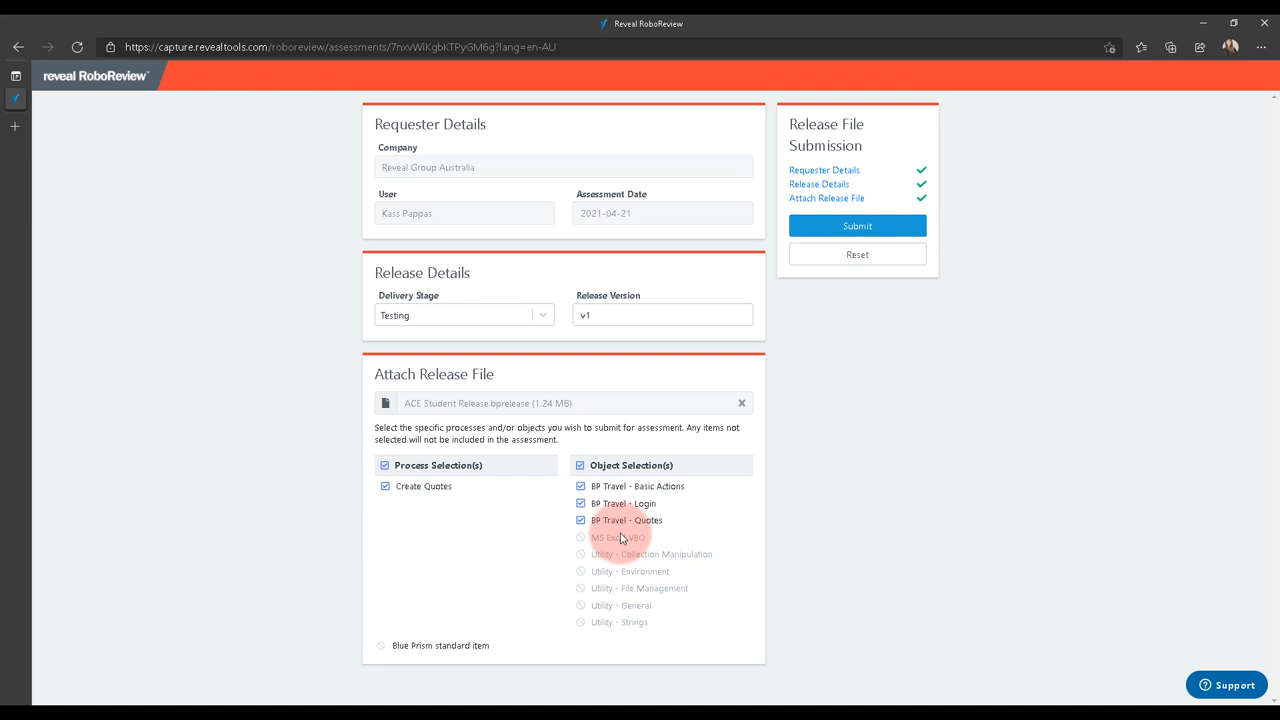 Reveal RoboReview
https://capture.revealtools.com/roboreview/assessments/7nxvWiKgbKTPyGM6g?lang=en-AU
reveal RoboReview™
Requester Details
Company
Reveal Group Australia
User
Assessment Date
Kass Pappas
2021-04-21
Release Details
Delivery Stage
Release Version
Testing
v1
Attach Release File
ACE Student Release.bprelease (1.24 MB)
Select the specific processes and/or objects you wish to submit for assessment. Any items not
selected will not be included in the assessment.
Process Selection(s)
Create Quotes
Object Selection(s)
BP Travel - Basic Actions
BP Travel - Login
BP Travel - Quotes
MS Excel VBO
Utility - Collection Manipulation
Utility - Environment
Utility - File Management
Utility - General
Utility - Strings
Blue Prism standard item
Release File
Submission
Requester Details
Release Details
Attach Release File
Submit
Reset
Support